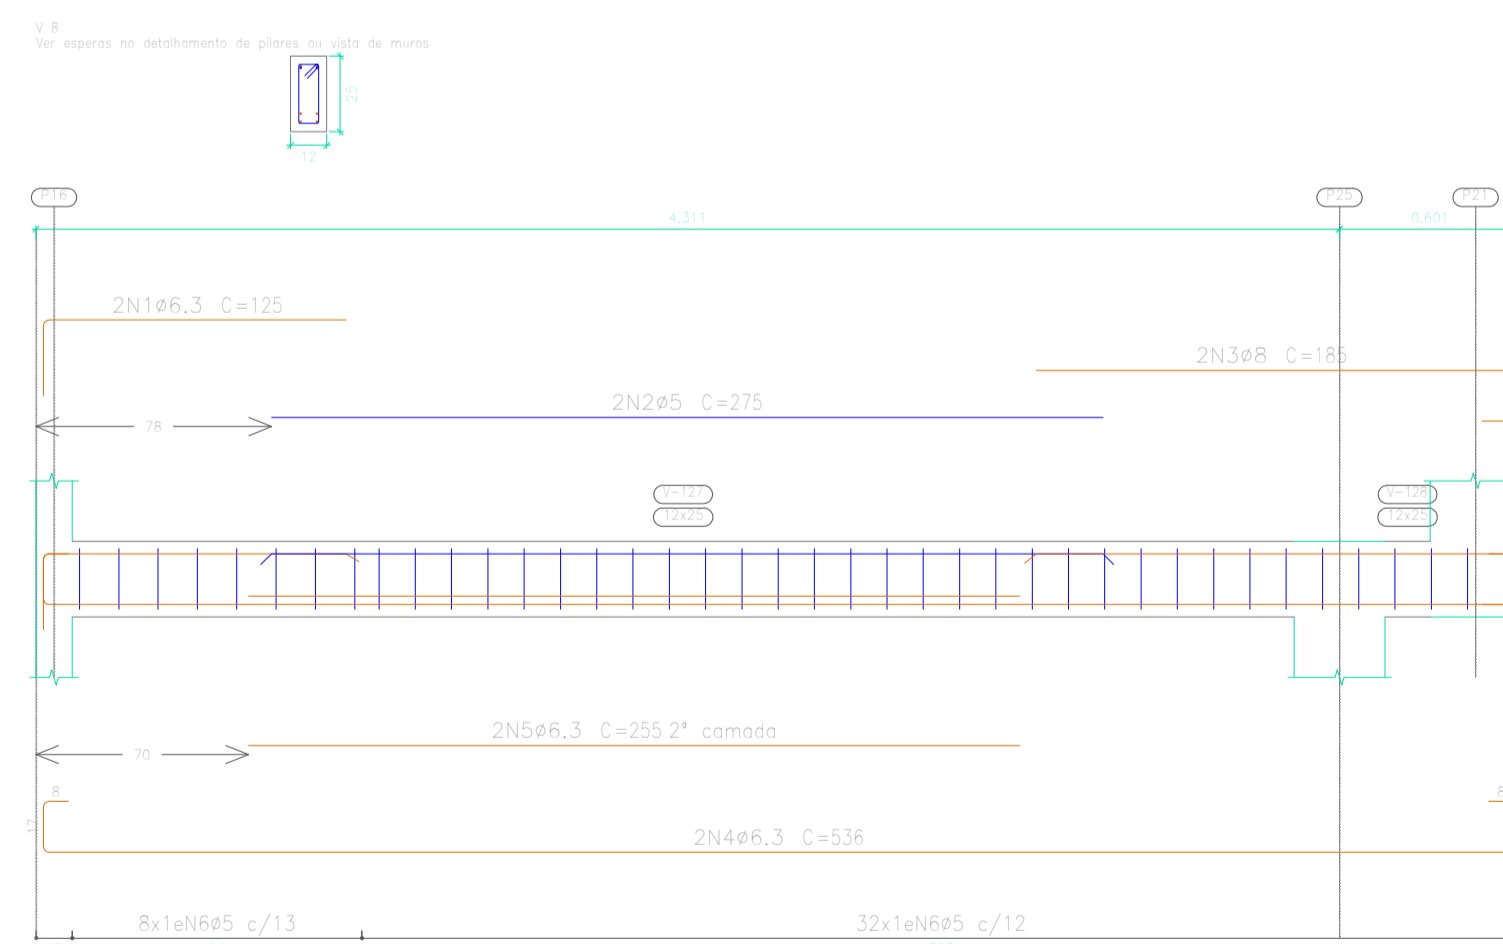 V 8
Ver esperas no detalhamento de pilares ou vista de muros
25
12
P16
P25
P21
4.311
0.601
2N1ø6.3 C=125
2N3ø8 C=185
2N2ø5 C=275
78
V-127
12x25
V-128
12x25
2N5ø6.3 C=255 2ª camada
70
8
8
17
2N4ø6.3 C=536
8x1eN6ø5 c/13
32x1eN6ø5 c/12